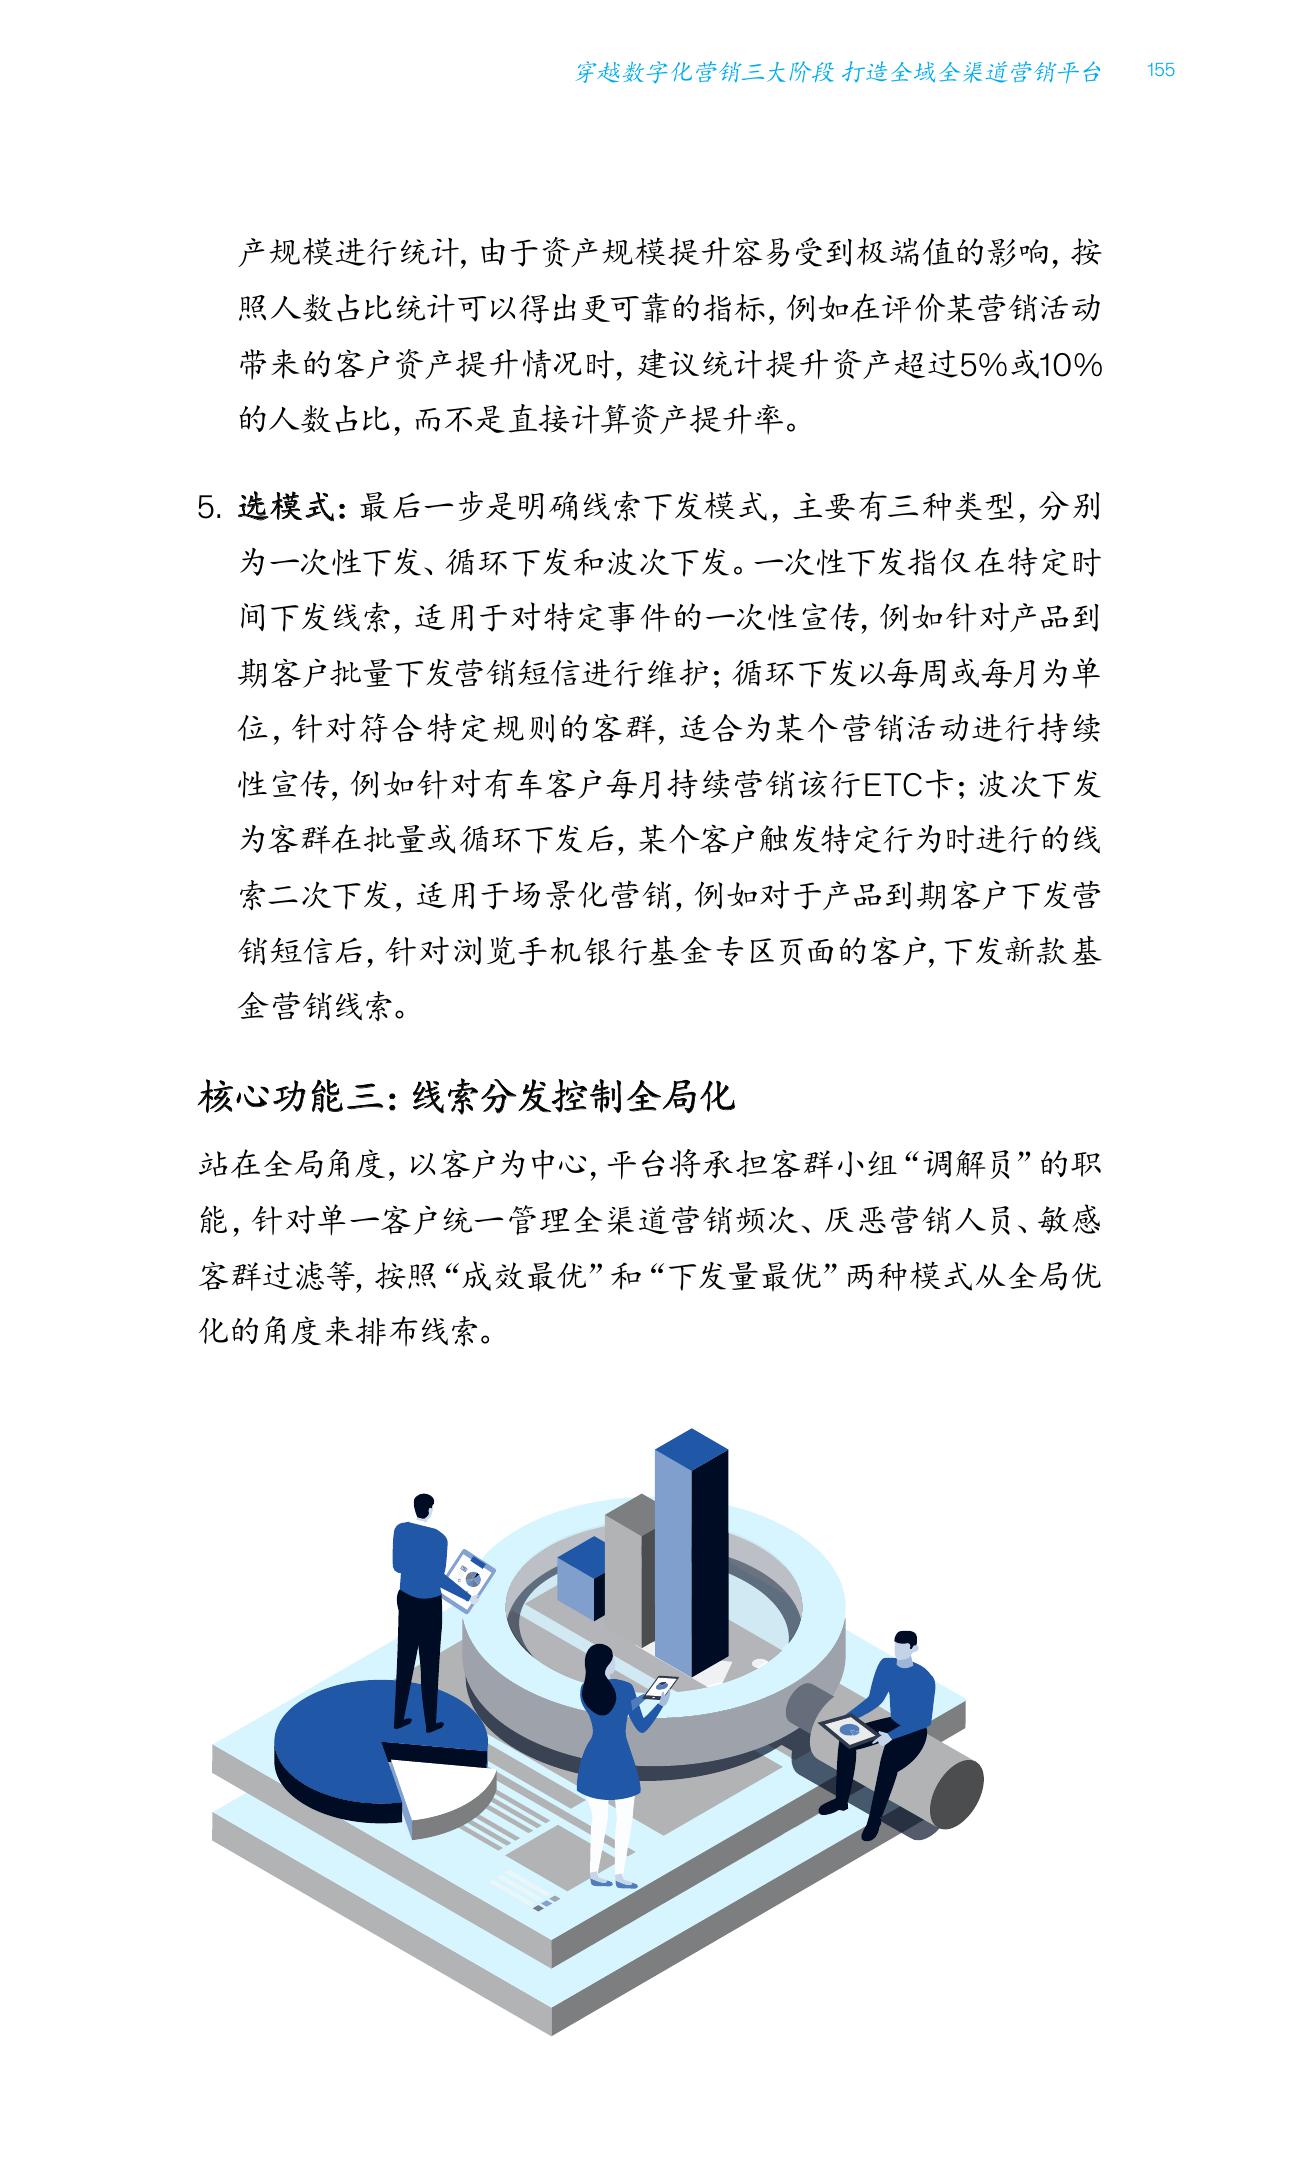 穿越数字化营销三大阶段 打造全域全渠道营销平台 155
产规模进行统计，由于资产规模提升容易受到极端值的影响，按
照人数占比统计可以得出更可靠的指标，例如在评价某营销活动
带来的客户资产提升情况时，建议统计提升资产超过5%或10%
的人数占比，而不是直接计算资产提升率。
5. 选模式：最后一步是明确线索下发模式，主要有三种类型，分别
为一次性下发、循环下发和波次下发。一次性下发指仅在特定时
间下发线索，适用于对特定事件的一次性宣传，例如针对产品到
期客户批量下发营销短信进行维护；循环下发以每周或每月为单
位，针对符合特定规则的客群，适合为某个营销活动进行持续
性宣传，例如针对有车客户每月持续营销该行ETC卡；波次下发
为客群在批量或循环下发后，某个客户触发特定行为时进行的线
索二次下发，适用于场景化营销，例如对于产品到期客户下发营
销短信后，针对浏览手机银行基金专区页面的客户，下发新款基
金营销线索。
核心功能三：线索分发控制全局化
站在全局角度，以客户为中心，平台将承担客群小组“调解员”的职
能，针对单一客户统一管理全渠道营销频次、厌恶营销人员、敏感
客群过滤等，按照“成效最优”和“下发量最优”两种模式从全局优
化的角度来排布线索。